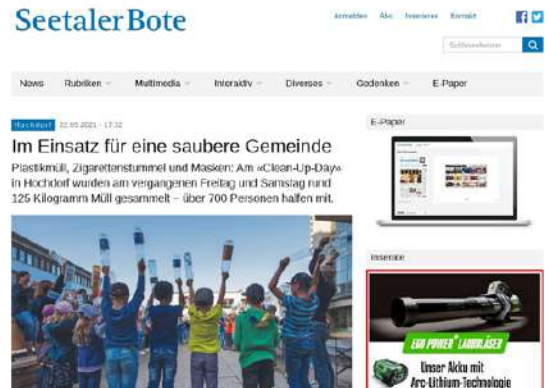 Seetaler Bote
Anmelden Abo Inserieren Kontakt
News Rubriken Multimedia Interaktiv Diverses Gedenken E-Paper
Hochdorf 22.09.2021 - 17:32
Im Einsatz für eine saubere Gemeinde
Plastikmüll, Zigarettenstummel und Masken: Am «Clean-Up-Day»
in Hochdorf wurden am vergangenen Freitag und Samstag rund
125 Kilogramm Müll gesammelt – über 700 Personen halfen mit.
E-Paper
Inserate
EGO POWER+ LAUBBLÄSER
Unser Akku mit
Arc-Lithium-Technologie